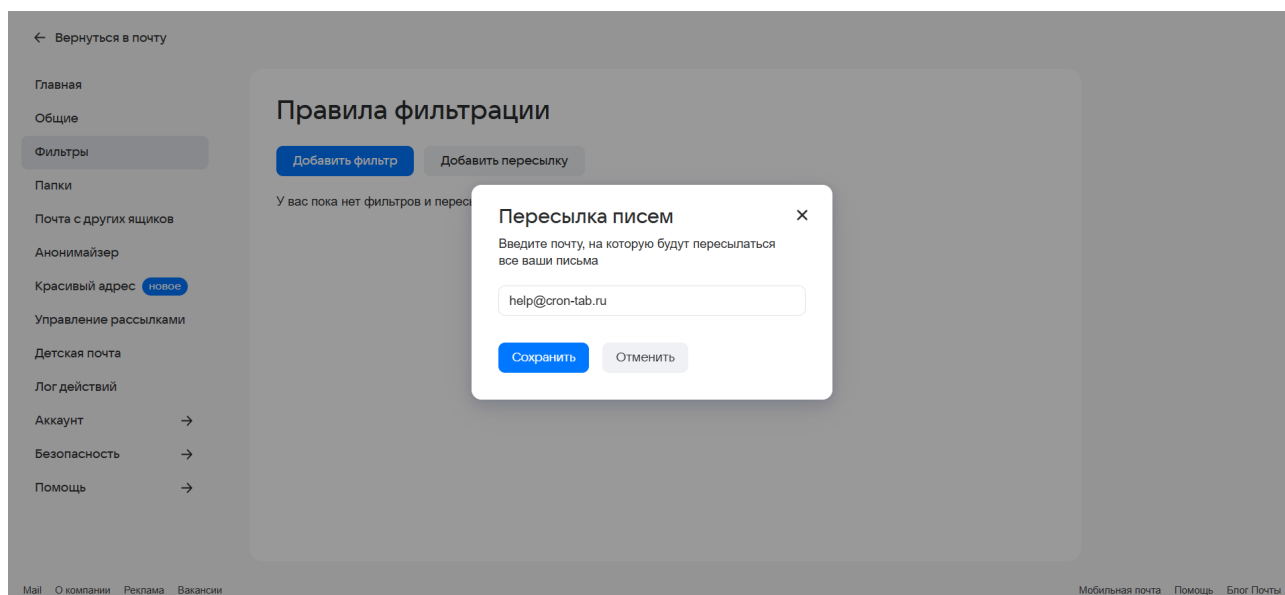 ← Вернуться в почту
Главная
Общие
Фильтры
Папки
Почта с других ящиков
Анонимайзер
Красивый адрес новое
Управление рассылками
Детская почта
Лог действий
Аккаунт →
Безопасность →
Помощь →
Правила фильтрации
Добавить фильтр Добавить пересылку
У вас пока нет фильтров и
Пересылка писем
Введите почту, на которую будут пересылаться
все ваши письма
help@cron-tab.ru
Сохранить Отменить
Mail О компании Реклама Вакансии
Мобильная почта Помощь Блог Почты